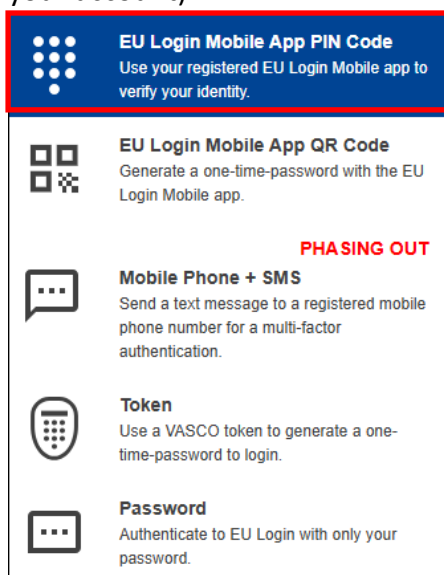 EU Login Mobile App PIN Code
Use your registered EU Login Mobile app to
verify your identity.
EU Login Mobile App QR Code
Generate a one-time-password with the EU
Login Mobile app.
PHASING OUT
Mobile Phone + SMS
Send a text message to a registered mobile
phone number for a multi-factor
authentication.
Token
Use a VASCO token to generate a one-
time-password to login.
Password
Authenticate to EU Login with only your
password.